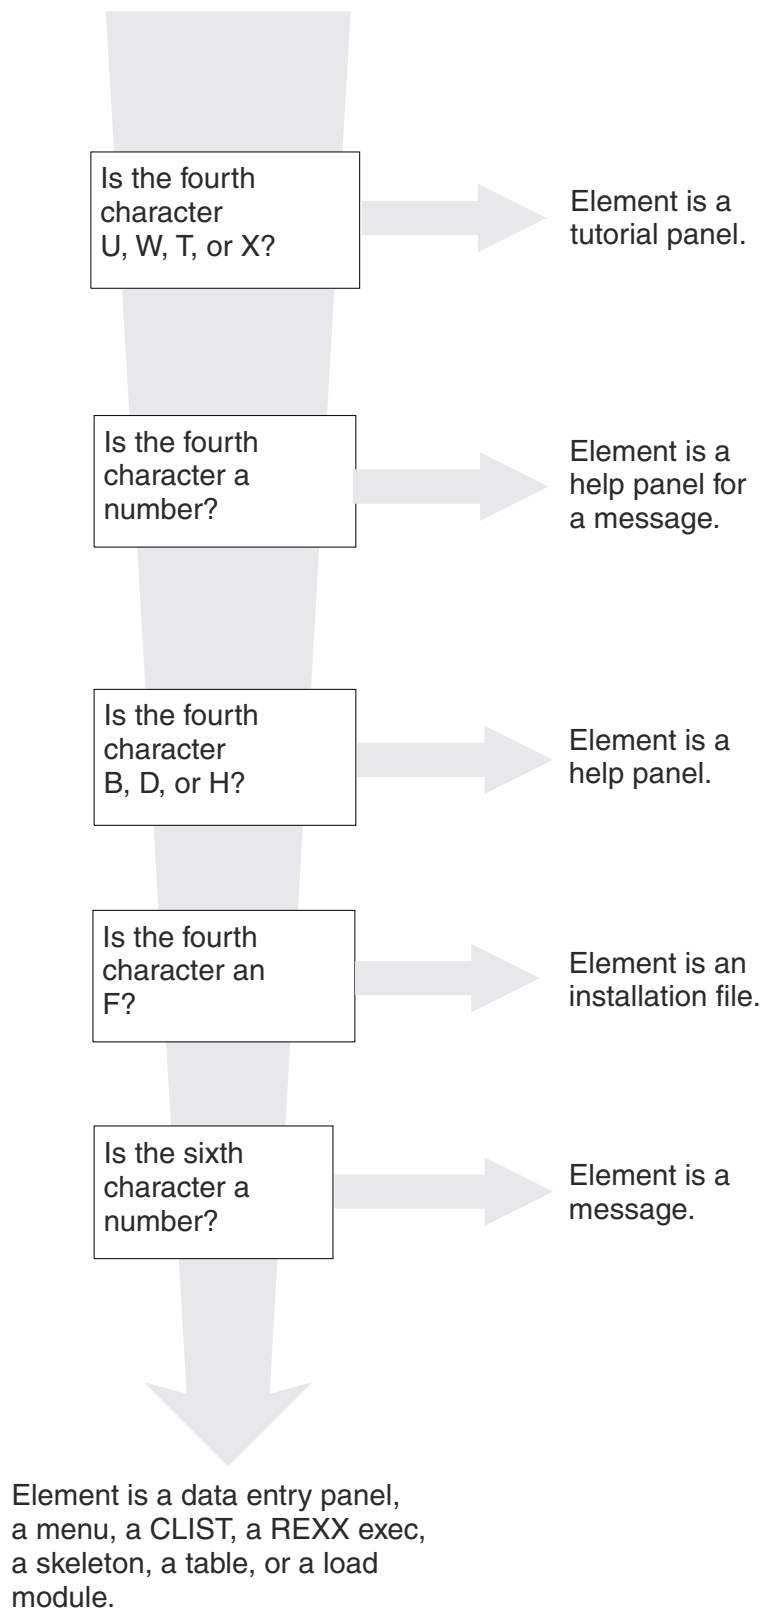 Is the fourth
character
U, W, T, or X?
Element is a
tutorial panel.
Is the fourth
character a
number?
Element is a
help panel for
a message.
Is the fourth
character
B, D, or H?
Element is a
help panel.
Is the fourth
character an
F?
Element is an
installation file.
Is the sixth
character a
number?
Element is a
message.
Element is a data entry panel,
a menu, a CLIST, a REXX exec,
a skeleton, a table, or a load
module.